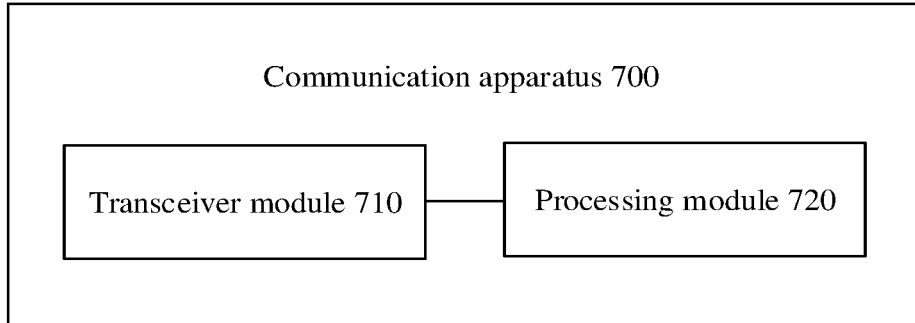 Communication apparatus 700
Transceiver module 710
Processing module 720